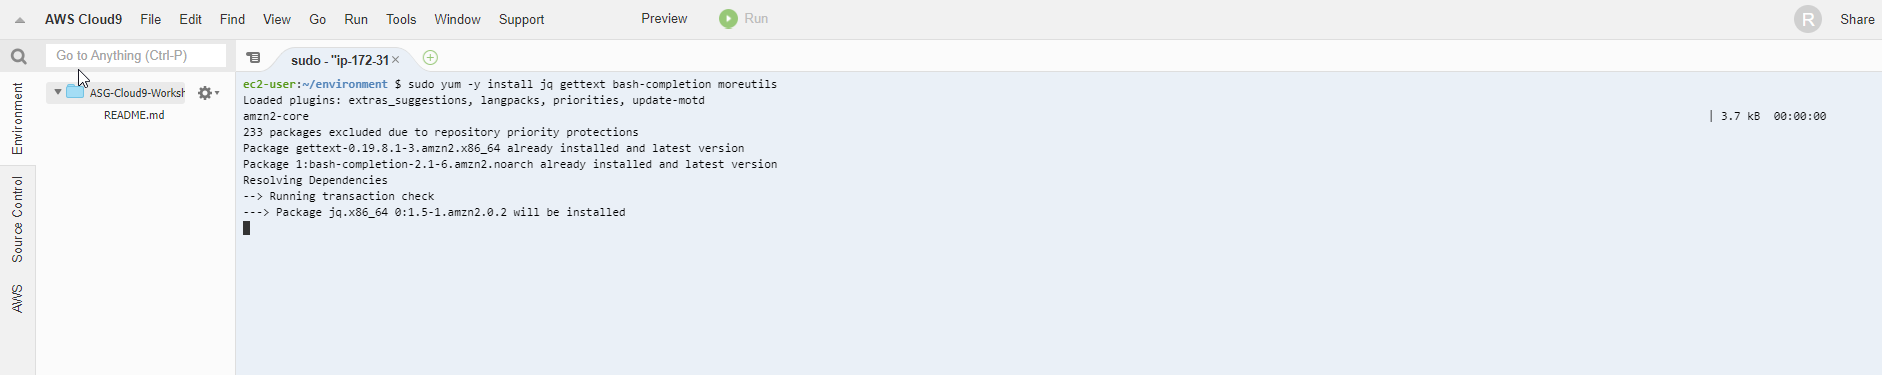 AWS Cloud9 File Edit Find View Go Run Tools Window Support Preview Run R Share
Go to Anything (Ctrl-P)
sudo - "ip-172-31
Environment
Source Control
AWS
ASG-Cloud9-Worksh
README.md
ec2-user:~/environment $ sudo yum -y install jq gettext bash-completion moreutils
Loaded plugins: extras_suggestions, langpacks, priorities, update-motd
amzn2-core | 3.7 kB 00:00:00
233 packages excluded due to repository priority protections
Package gettext-0.19.8.1-3.amzn2.x86_64 already installed and latest version
Package 1:bash-completion-2.1-6.amzn2.noarch already installed and latest version
Resolving Dependencies
--> Running transaction check
---> Package jq.x86_64 0:1.5-1.amzn2.0.2 will be installed